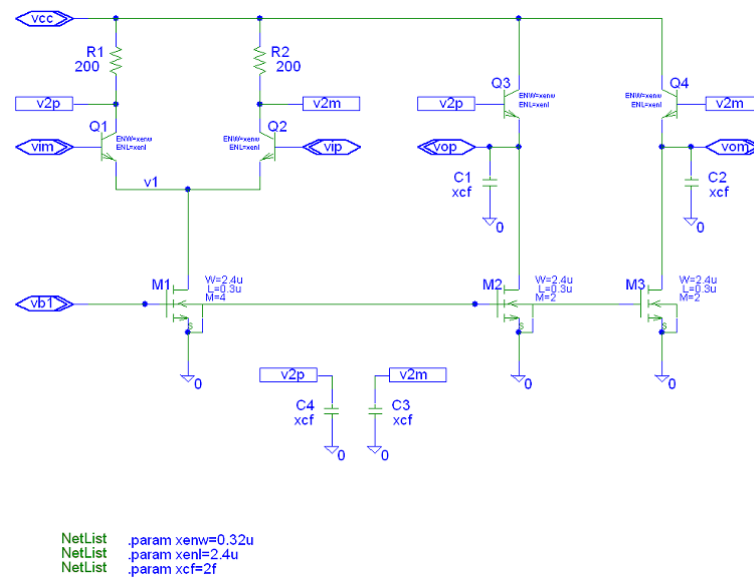 vcc
R1
200
R2
200
v2p
v2m
Q1
ENW=xenw
ENL=xenl
Q2
ENW=xenw
ENL=xenl
vim
vip
v1
Q3
ENW=xenw
ENL=xenl
Q4
ENW=xenw
ENL=xenl
v2p
v2m
vop
vom
C1
xcf
0
C2
xcf
0
vb1
M1
W=2.4u
L=0.3u
M=4
s
0
M2
W=2.4u
L=0.3u
M=2
s
0
M3
W=2.4u
L=0.3u
M=2
s
0
v2p
v2m
C4
xcf
0
C3
xcf
0
NetList .param xenw=0.32u
NetList .param xenl=2.4u
NetList .param xcf=2f